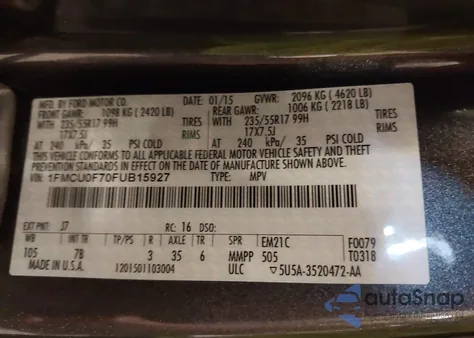 MFD. BY FORD MOTOR CO.
DATE: 01/15 GVWR: 2096 KG ( 4620 LB)
FRONT GAWR: 1098 KG ( 2420 LB) REAR GAWR: 1006 KG ( 2218 LB)
235/55R17 99H TIRES 235/55R17 99H TIRES
17X7.5J 17X7.5J RIMS
AT 240 kPa/ 35 PSI COLD AT 240 kPa/ 35 PSI COLD
THIS VEHICLE CONFORMS TO ALL APPLICABLE FEDERAL MOTOR VEHICLE SAFETY AND
THEFT PREVENTION STANDARDS IN EFFECT ON THE DATE OF MANUFACTURE SHOWN ABOVE.
VIN: 1FMCU0F70FUB15927 TYPE: MPV
EXT PNT: J7 RC: 16 DSO: F0079
WB INT TR TP/PS R AXLE TR SPR EM21C T0318
105 7B 3 35 6 MMPP 505
MADE IN U.S.A. 1201501103004 ULC 5U5A-3520472-AA
autoSnap